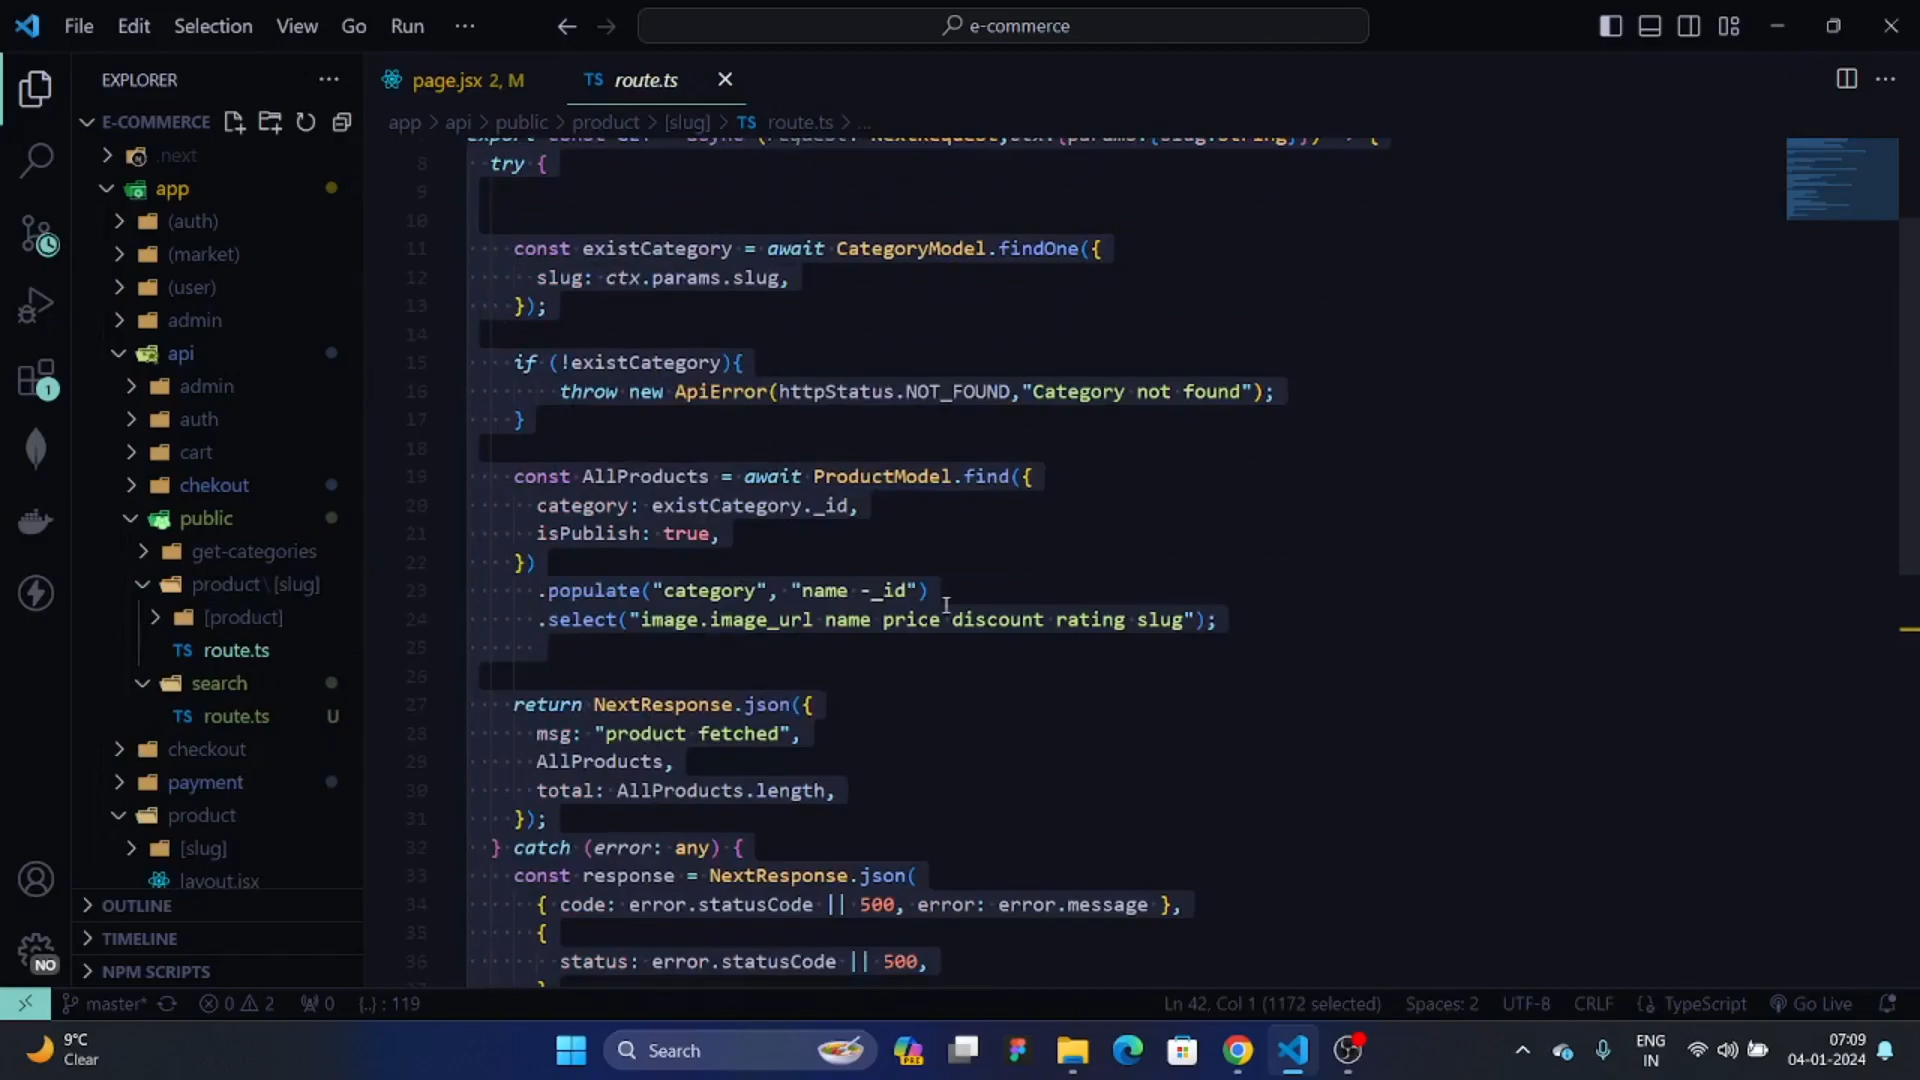 File Edit Selection View Go Run ···
e-commerce
EXPLORER ···
page.jsx 2, M TS route.ts
app > api > public > product > [slug] > TS route.ts > ...
E-COMMERCE
.next
app
(auth)
(market)
(user)
admin
api
admin
auth
cart
chekout
public
get-categories
product\[slug]
[product]
TS route.ts
search
TS route.ts U
checkout
payment
product
[slug]
layout.jsx
OUTLINE
TIMELINE
NPM SCRIPTS
8 try {
9
10
11 const existCategory = await CategoryModel.findOne({
12 slug: ctx.params.slug,
13 });
14
15 if (!existCategory){
16 throw new ApiError(httpStatus.NOT_FOUND,"Category not found");
17 }
18
19 const AllProducts = await ProductModel.find({
20 category: existCategory._id,
21 isPublish: true,
22 })
23 .populate("category", "name -_id")
24 .select("image.image_url name price discount rating slug");
25
26
27 return NextResponse.json({
28 msg: "product fetched",
29 AllProducts,
30 total: AllProducts.length,
31 });
32 } catch (error: any) {
33 const response = NextResponse.json(
34 { code: error.statusCode || 500, error: error.message },
35 {
36 status: error.statusCode || 500,
1
NO
master* 0 2 0 {..} : 119
Ln 42, Col 1 (1172 selected) Spaces: 2 UTF-8 CRLF TypeScript Go Live
9°C
Clear
Search
PRE
ENG
IN
07:09
04-01-2024